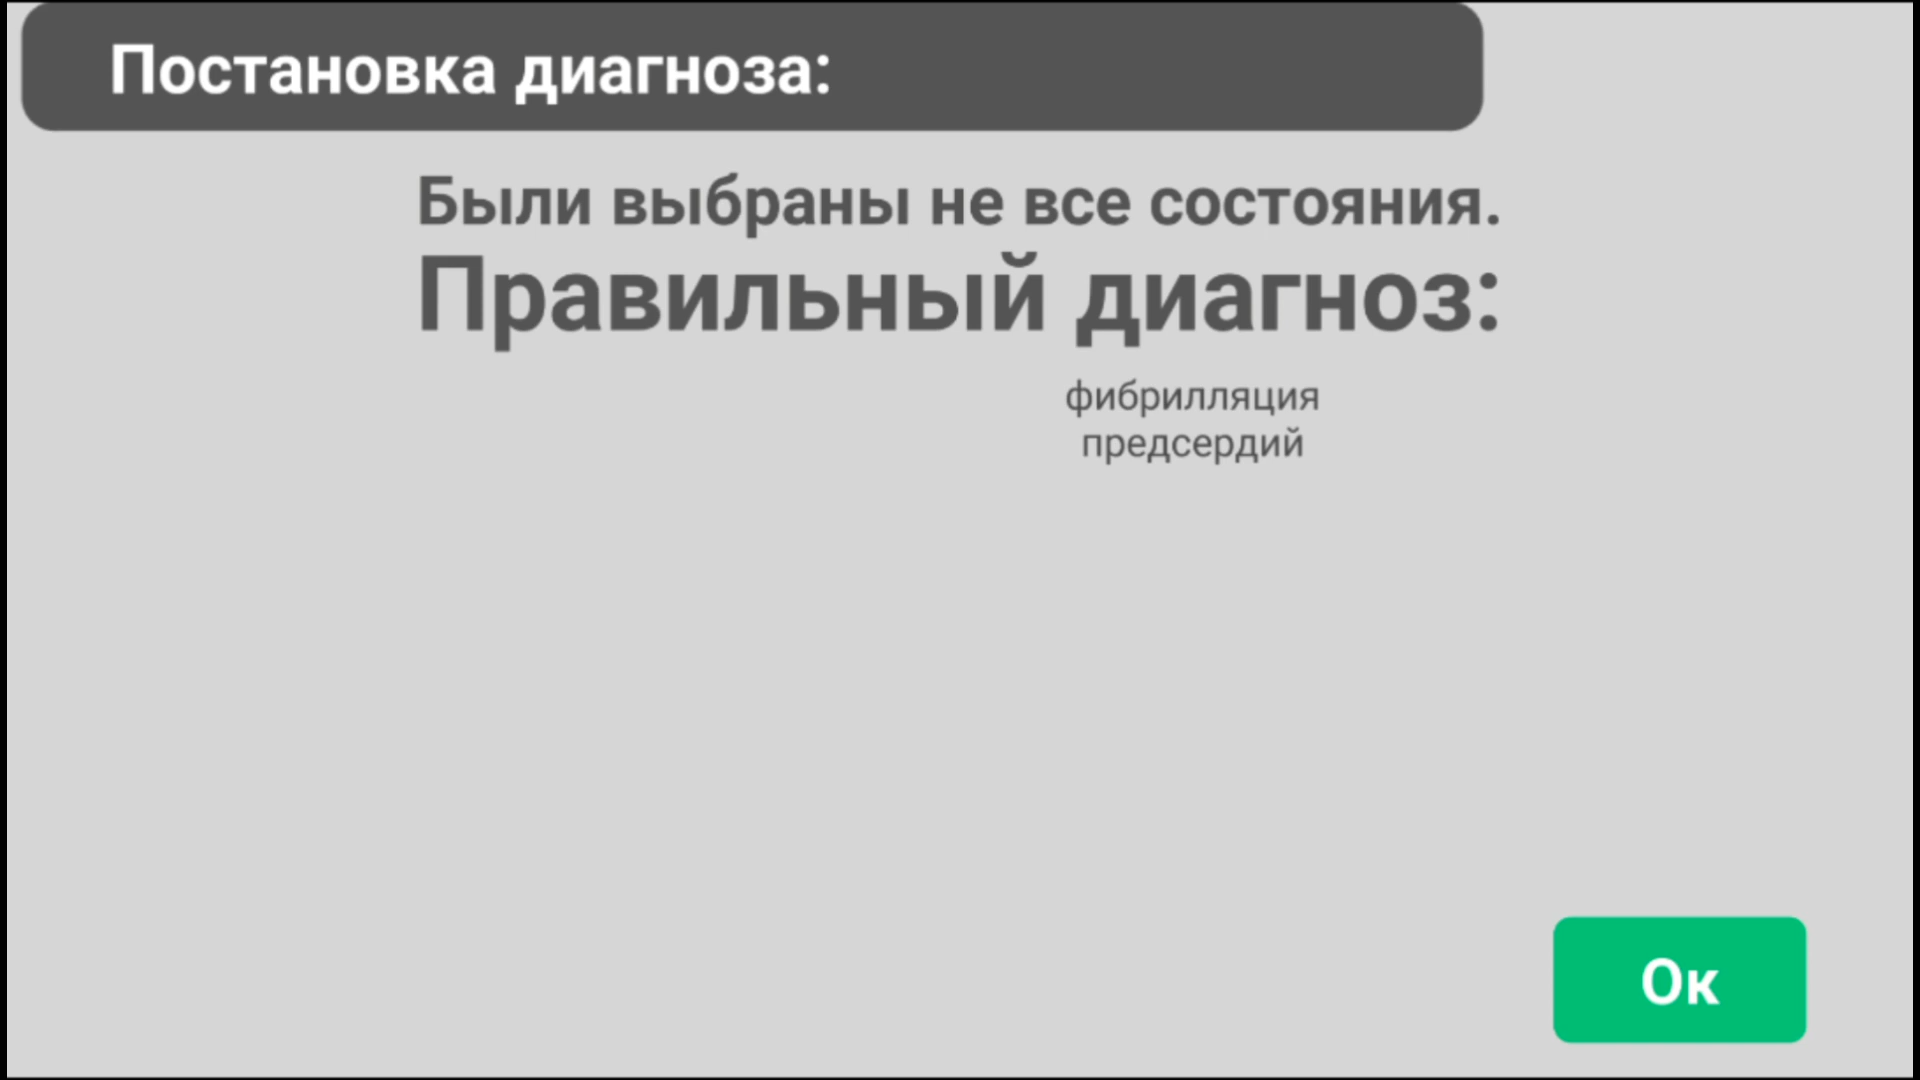 Постановка диагноза:
Были выбраны не все состояния.
Правильный диагноз:
фибрилляция
предсердий
Ок